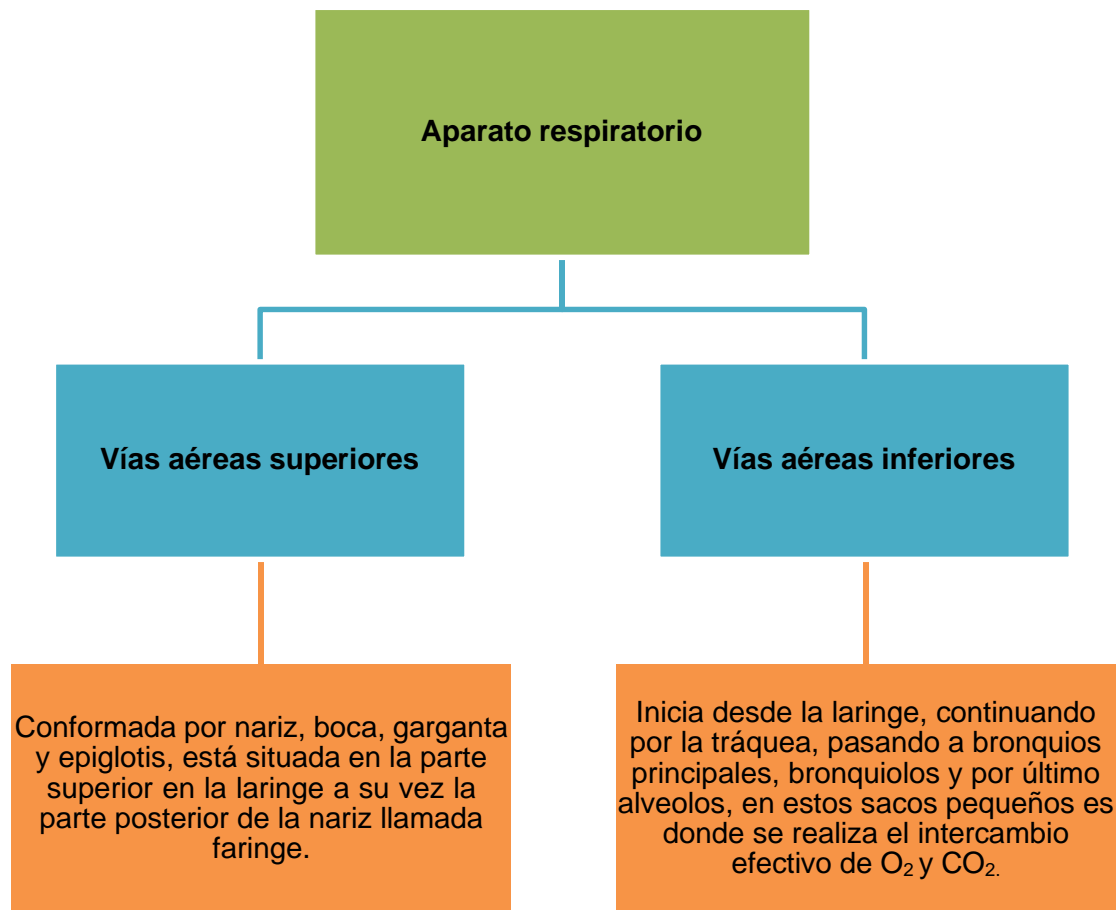 Aparato respiratorio
Vías aéreas superiores
Vías aéreas inferiores
Conformada por nariz, boca, garganta
y epiglotis, está situada en la parte
superior en la laringe a su vez la
parte posterior de la nariz llamada
faringe.
Inicia desde la laringe, continuando
por la tráquea, pasando a bronquios
principales, bronquiolos y por último
alveolos, en estos sacos pequeños es
donde se realiza el intercambio
efectivo de O₂ y CO₂.